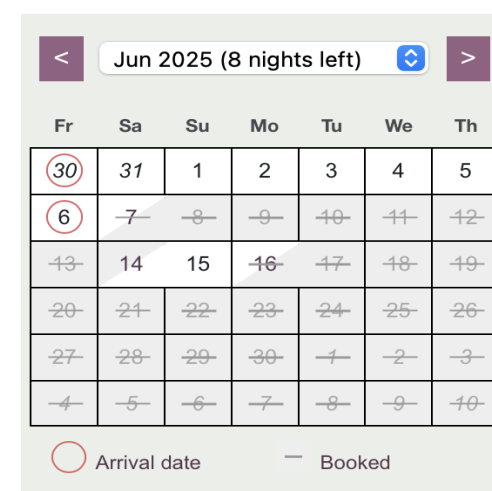 < Jun 2025 (8 nights left) >
Fr Sa Su Mo Tu We Th
30 31 1 2 3 4 5
6 7 8 9 10 11 12
13 14 15 16 17 18 19
20 21 22 23 24 25 26
27 28 29 30 1 2 3
4 5 6 7 8 9 10
Arrival date — Booked